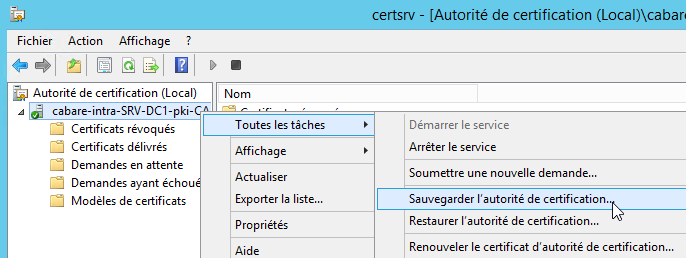 certsrv - [Autorité de certification (Local)\cabare
Fichier Action Affichage ?
Autorité de certification (Local)
Nom
cabare-intra-SRV-DC1-pki-CA
Certificats révoqués
Certificats délivrés
Demandes en attente
Demandes ayant échoué
Modèles de certificats
Toutes les tâches
Affichage
Actualiser
Exporter la liste...
Propriétés
Aide
Démarrer le service
Arrêter le service
Soumettre une nouvelle demande...
Sauvegarder l'autorité de certification...
Restaurer l'autorité de certification...
Renouveler le certificat d'autorité de certification...